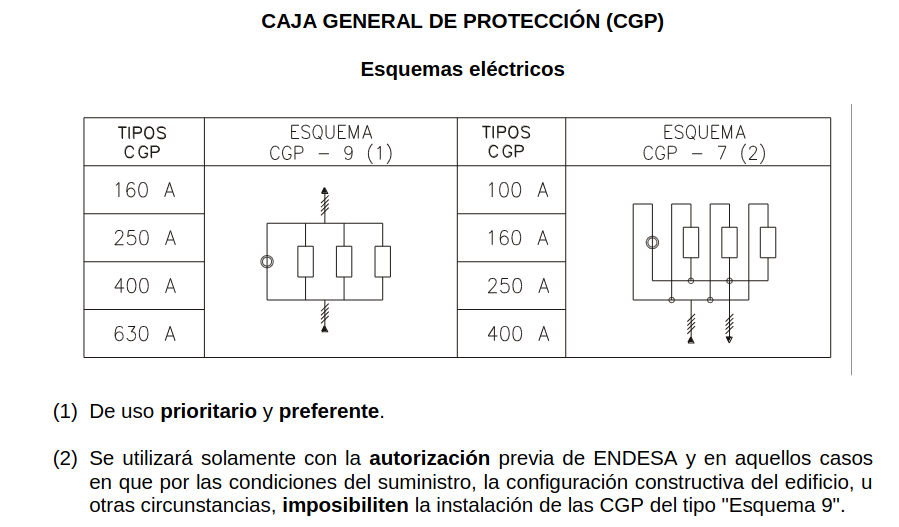 CAJA GENERAL DE PROTECCIÓN (CGP)
Esquemas eléctricos
TIPOS CGP
ESQUEMA CGP - 9 (1)
TIPOS CGP
ESQUEMA CGP - 7 (2)
160 A
100 A
250 A
160 A
400 A
250 A
630 A
400 A
(1) De uso prioritario y preferente.
(2) Se utilizará solamente con la autorización previa de ENDESA y en aquellos casos
en que por las condiciones del suministro, la configuración constructiva del edificio, u
otras circunstancias, imposibiliten la instalación de las CGP del tipo "Esquema 9".